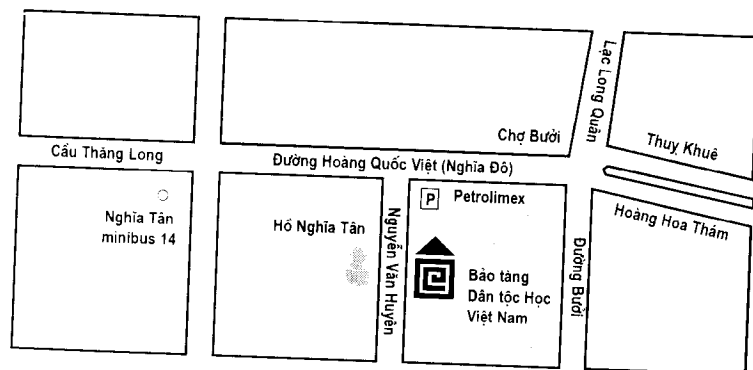 Lạc Long Quân
Chợ Bưởi
Thuỵ Khuê
Cầu Thăng Long
Đường Hoàng Quốc Việt (Nghĩa Đô)
P
Petrolimex
Hoàng Hoa Thám
Nghĩa Tân
minibus 14
Hồ Nghĩa Tân
Nguyễn Văn Huyên
Bảo tàng
Dân tộc Học
Việt Nam
Đường Bưởi